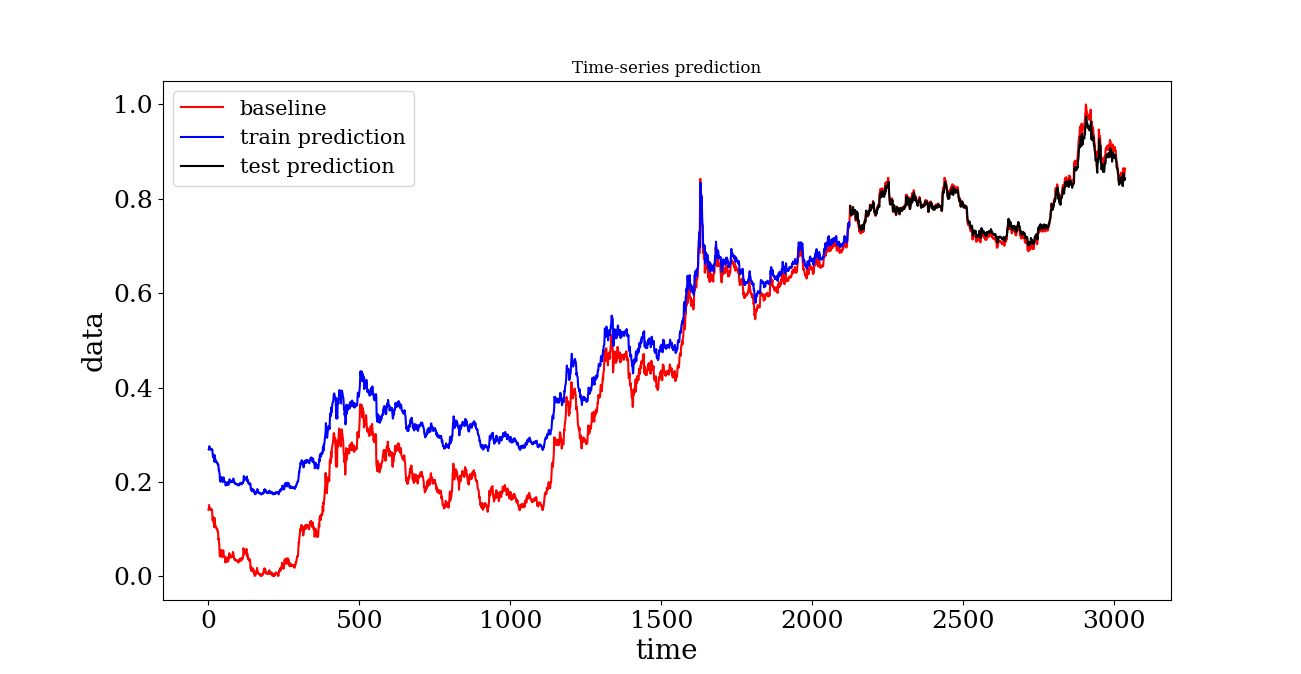 Time-series prediction
1.0
0.8
0.6
0.4
0.2
0.0
data
baseline
train prediction
test prediction
0 500 1000 1500 2000 2500 3000
time